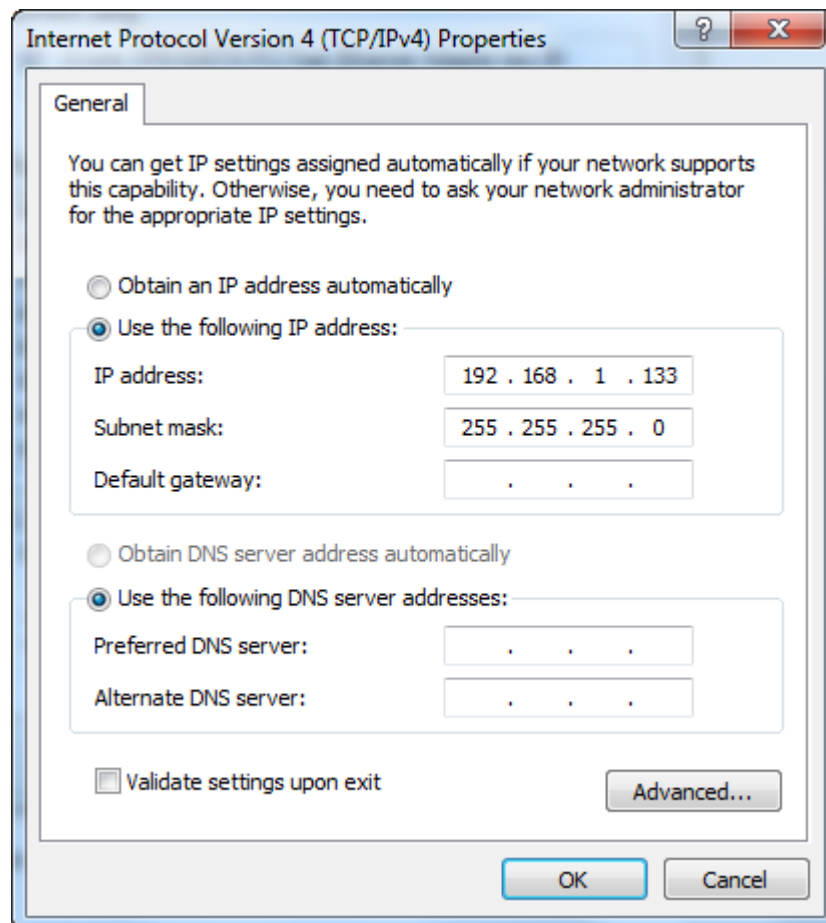 Internet Protocol Version 4 (TCP/IPv4) Properties
?
General
You can get IP settings assigned automatically if your network supports
this capability. Otherwise, you need to ask your network administrator
for the appropriate IP settings.
Obtain an IP address automatically
Use the following IP address:
IP address: 192 . 168 . 1 . 133
Subnet mask: 255 . 255 . 255 . 0
Default gateway: . . .
Obtain DNS server address automatically
Use the following DNS server addresses:
Preferred DNS server: . . .
Alternate DNS server: . . .
Validate settings upon exit
Advanced...
OK Cancel